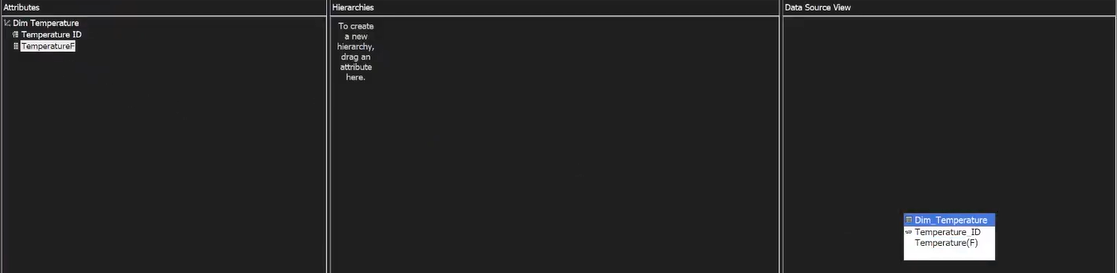 Attributes
Dim Temperature
Temperature ID
TemperatureF
Hierarchies
To create
a new
hierarchy,
drag an
attribute
here.
Data Source View
Dim_Temperature
Temperature_ID
Temperature(F)